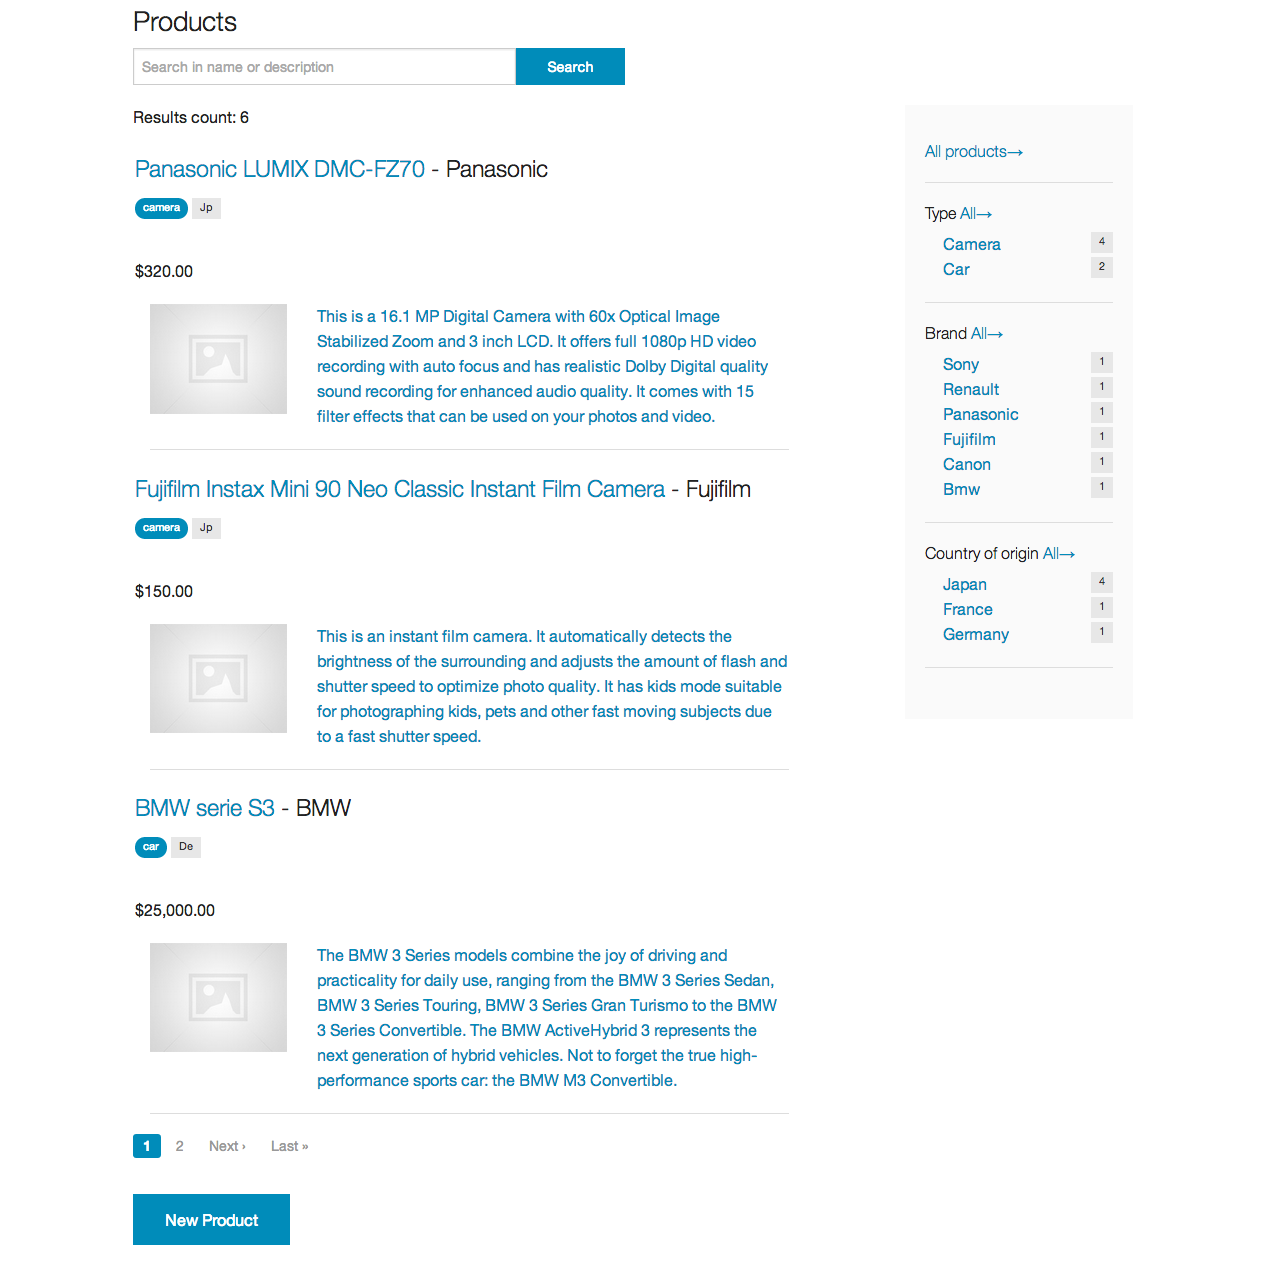 Products
Search in name or description
Search
Results count: 6
Panasonic LUMIX DMC-FZ70 - Panasonic
camera Jp
$320.00
This is a 16.1 MP Digital Camera with 60x Optical Image
Stabilized Zoom and 3 inch LCD. It offers full 1080p HD video
recording with auto focus and has realistic Dolby Digital quality
sound recording for enhanced audio quality. It comes with 15
filter effects that can be used on your photos and video.
Fujifilm Instax Mini 90 Neo Classic Instant Film Camera - Fujifilm
camera Jp
$150.00
This is an instant film camera. It automatically detects the
brightness of the surrounding and adjusts the amount of flash and
shutter speed to optimize photo quality. It has kids mode suitable
for photographing kids, pets and other fast moving subjects due
to a fast shutter speed.
BMW serie S3 - BMW
car De
$25,000.00
The BMW 3 Series models combine the joy of driving and
practicality for daily use, ranging from the BMW 3 Series Sedan,
BMW 3 Series Touring, BMW 3 Series Gran Turismo to the BMW
3 Series Convertible. The BMW ActiveHybrid 3 represents the
next generation of hybrid vehicles. Not to forget the true high-
performance sports car: the BMW M3 Convertible.
1 2 Next › Last »
New Product
All products→
Type All→
Camera 4
Car 2
Brand All→
Sony 1
Renault 1
Panasonic 1
Fujifilm 1
Canon 1
Bmw 1
Country of origin All→
Japan 4
France 1
Germany 1